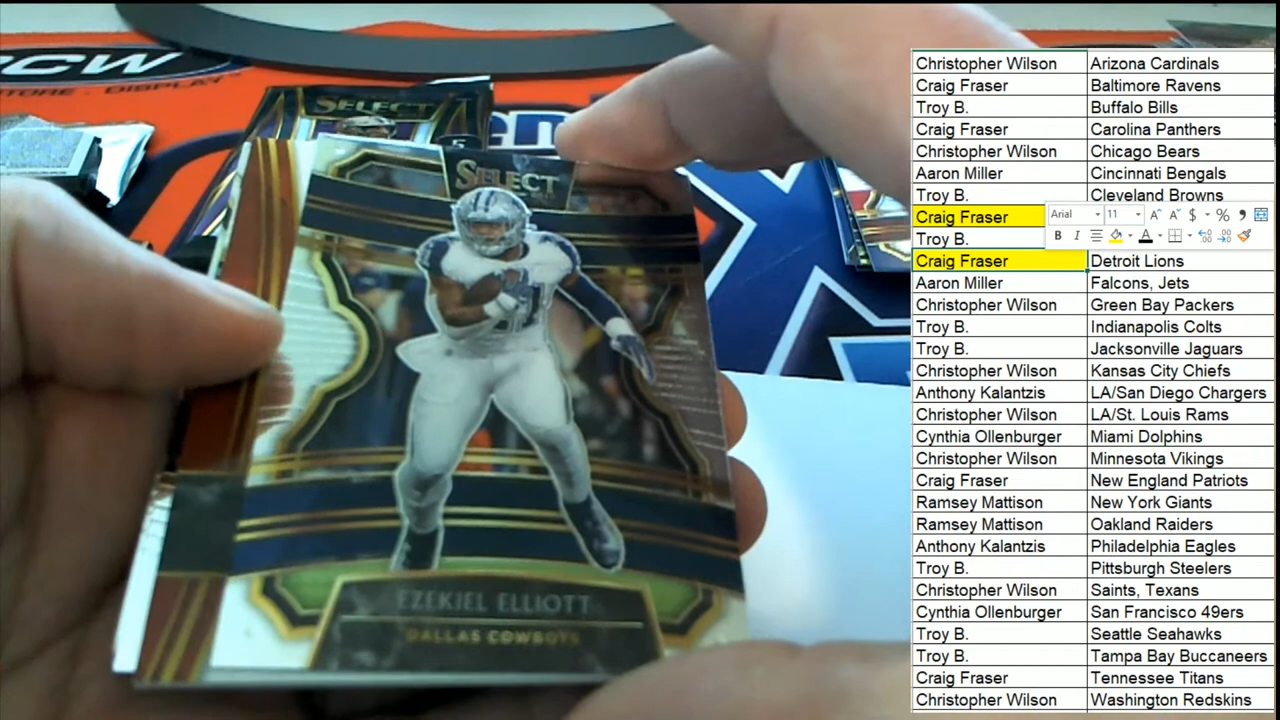 CW
TORE - DISPLAY
SELECT
5
en
SELECT
EZEKIEL ELLIOTT
DALLAS COWBOYS
Christopher Wilson Arizona Cardinals
Craig Fraser Baltimore Ravens
Troy B. Buffalo Bills
Craig Fraser Carolina Panthers
Christopher Wilson Chicago Bears
Aaron Miller Cincinnati Bengals
Troy B. Cleveland Browns
Craig Fraser
Arial 11 A A $ % ,
Troy B.
B I A
Craig Fraser Detroit Lions
Aaron Miller Falcons, Jets
Christopher Wilson Green Bay Packers
Troy B. Indianapolis Colts
Troy B. Jacksonville Jaguars
Christopher Wilson Kansas City Chiefs
Anthony Kalantzis LA/San Diego Chargers
Christopher Wilson LA/St. Louis Rams
Cynthia Ollenburger Miami Dolphins
Christopher Wilson Minnesota Vikings
Craig Fraser New England Patriots
Ramsey Mattison New York Giants
Ramsey Mattison Oakland Raiders
Anthony Kalantzis Philadelphia Eagles
Troy B. Pittsburgh Steelers
Christopher Wilson Saints, Texans
Cynthia Ollenburger San Francisco 49ers
Troy B. Seattle Seahawks
Troy B. Tampa Bay Buccaneers
Craig Fraser Tennessee Titans
Christopher Wilson Washington Redskins